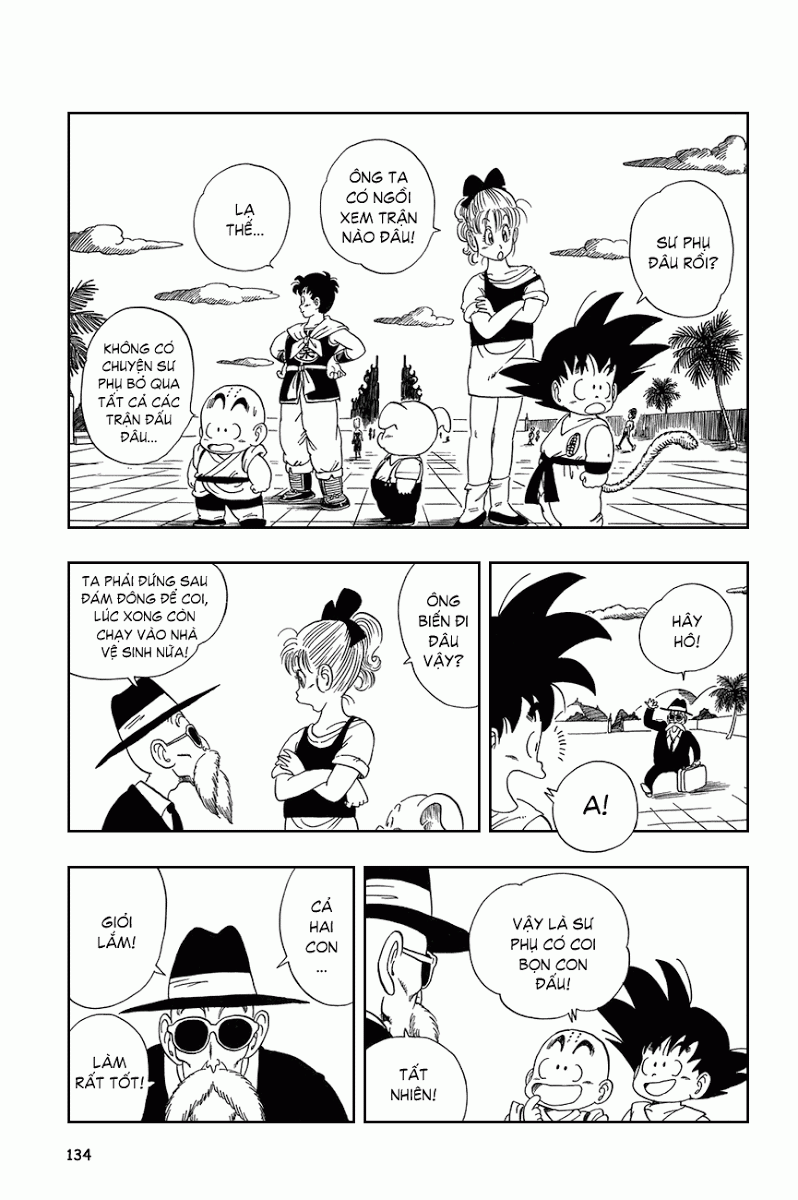 SƯ PHỤ
ĐÂU RỒI?
ÔNG TA
CÓ NGỒI
XEM TRẬN
NÀO ĐÂU!
LẠ
THẾ...
KHÔNG CÓ
CHUYỆN SƯ
PHỤ BỎ QUA
TẤT CẢ CÁC
TRẬN ĐẤU
ĐÂU...
HÂY
HÔ!
A!
ÔNG
BIẾN ĐI
ĐÂU
VẬY?
TA PHẢI ĐỨNG SAU
ĐÁM ĐÔNG ĐỂ COI,
LÚC XONG CÒN
CHẠY VÀO NHÀ
VỆ SINH NỮA!
VẬY LÀ SƯ
PHỤ CÓ COI
BỌN CON
ĐẤU!
TẤT
NHIÊN!
CẢ
HAI
CON
...
GIỎI
LẮM!
LÀM
RẤT TỐT!
134